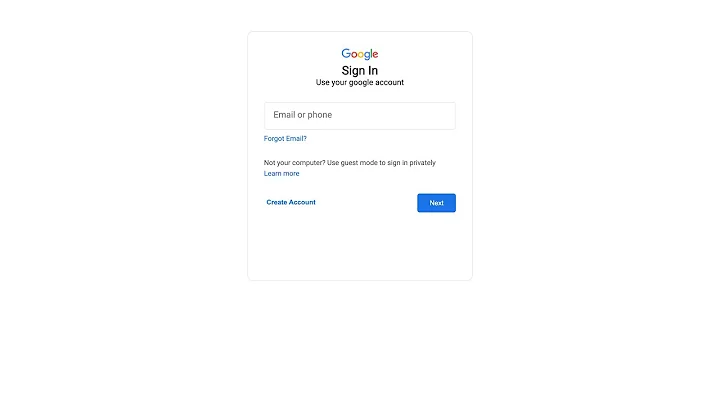 Google
Sign In
Use your google account
Email or phone
Forgot Email?
Not your computer? Use guest mode to sign in privately
Learn more
Create Account
Next